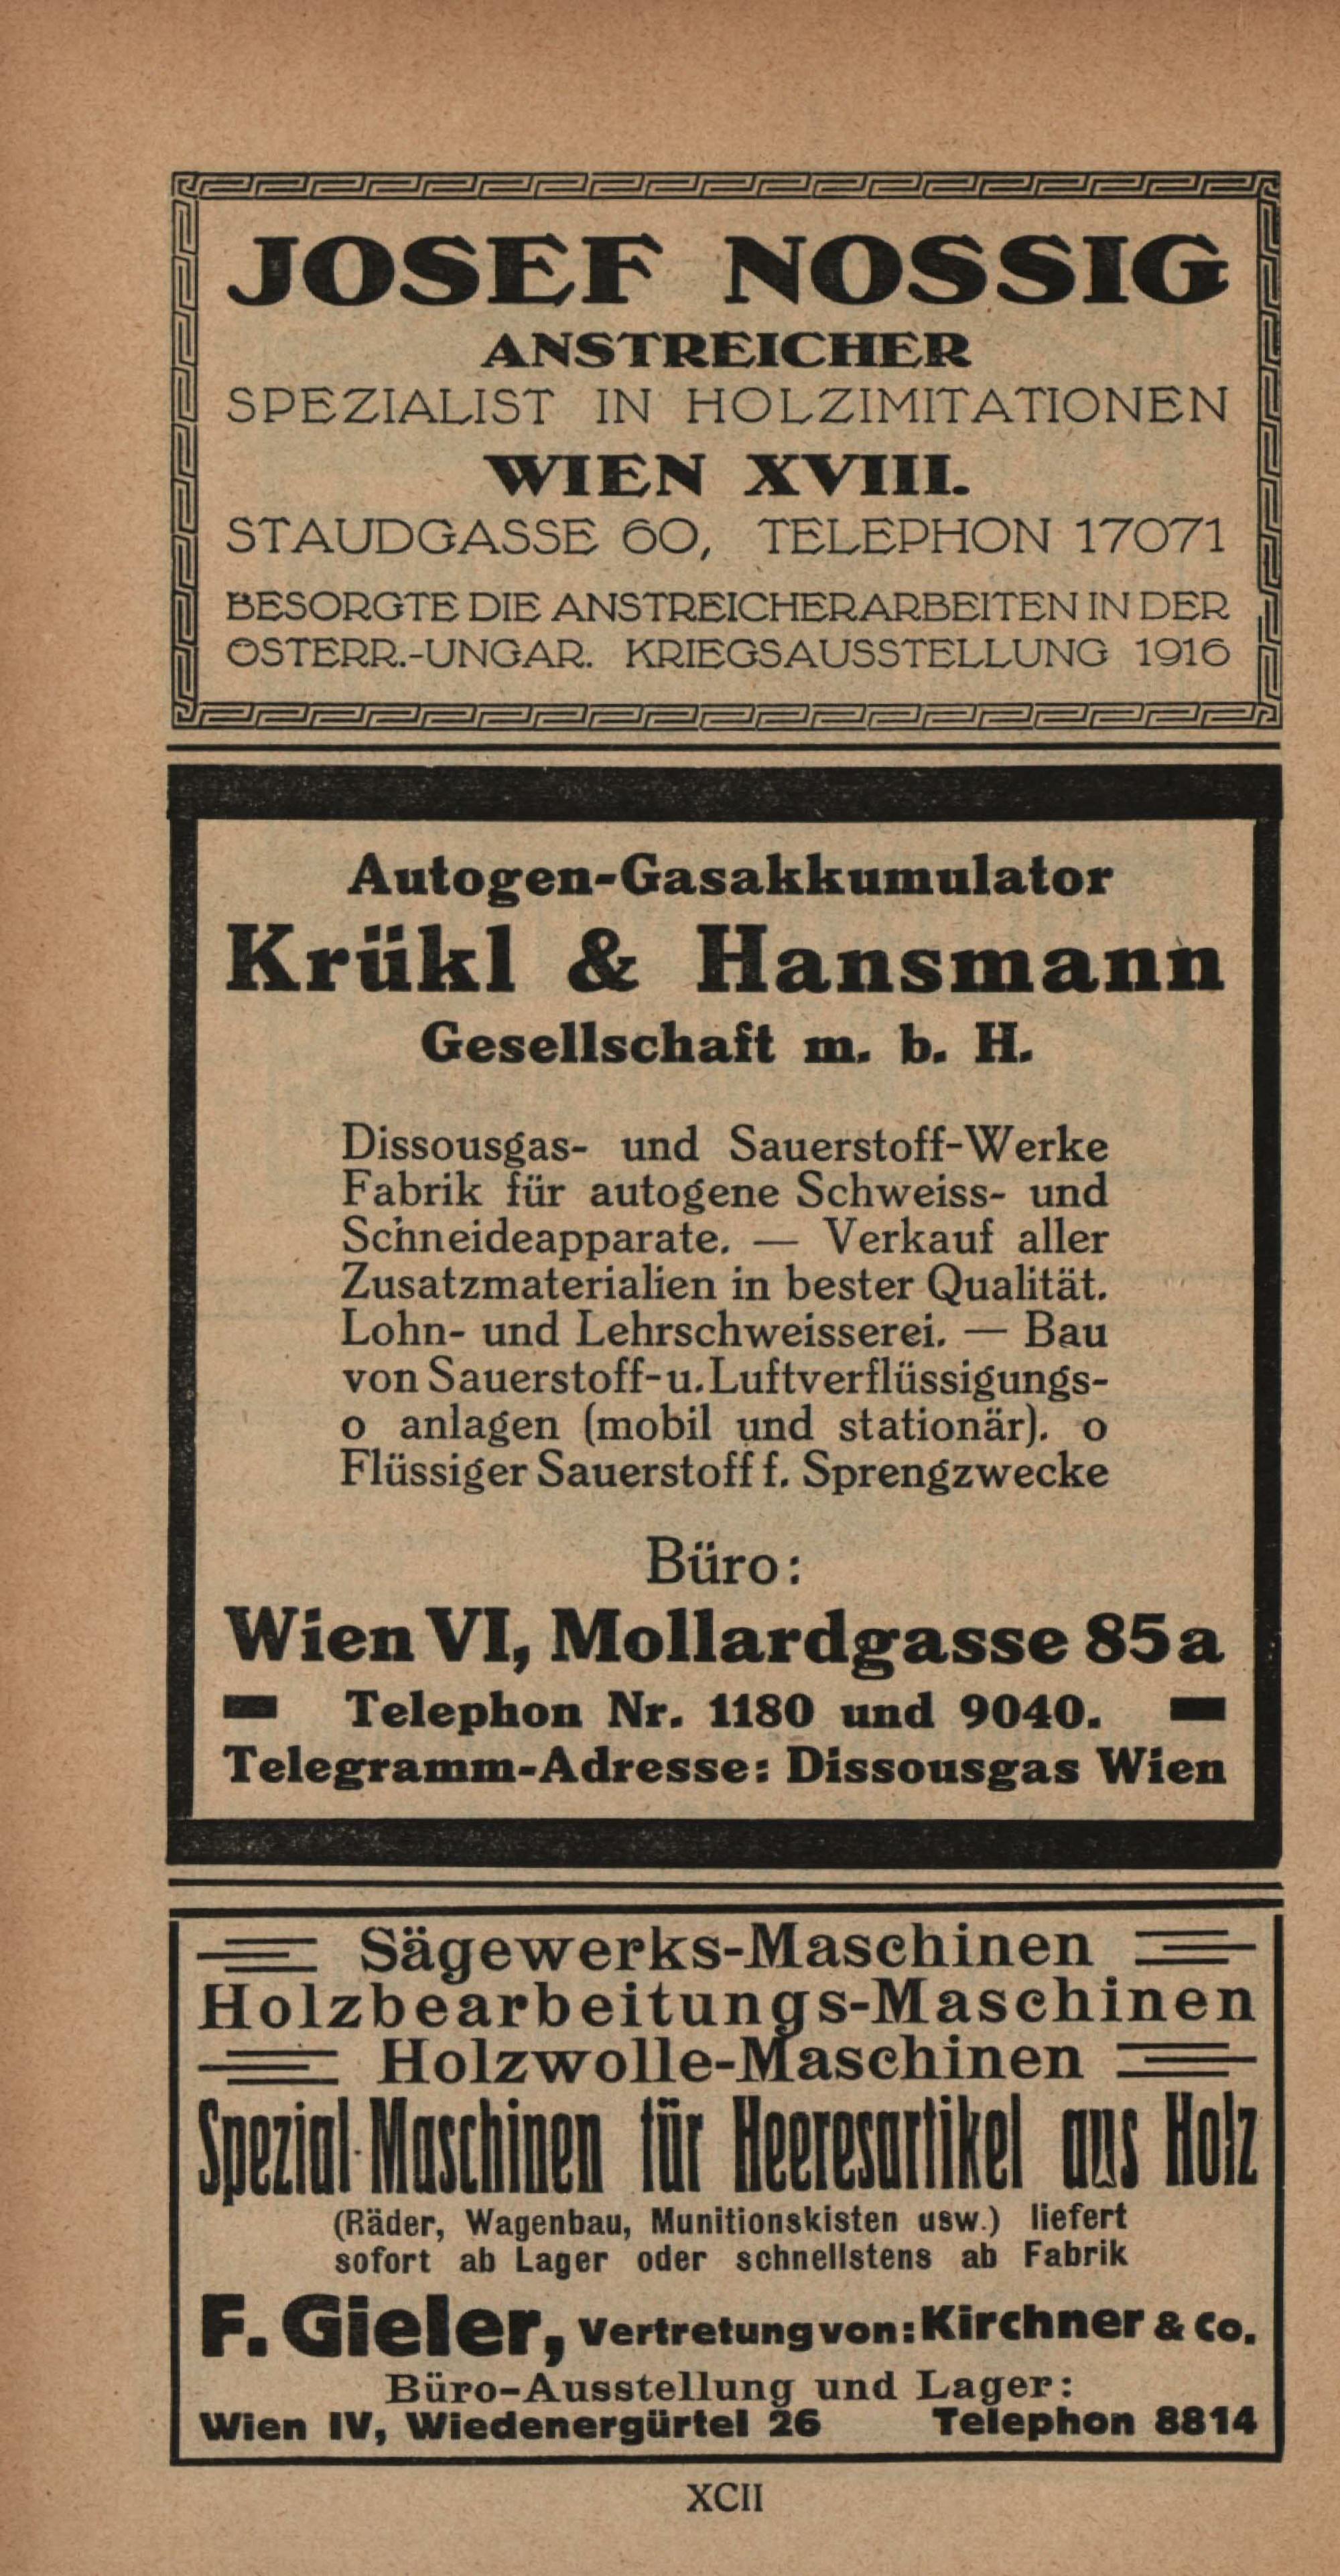 JOSEF NOSSIG
ANSTREICHER
SPEZIALIST IN HOLZIMITATIONEN
WIEN XVIII.
STAUDGASSE 60, TELEPHON 17071
BESORGTE DIE ANSTREICHERARBEITEN IN DER
ÖSTERR.-UNGAR. KRIEGSAUSSTELLUNG 1916
Autogen-Gasakkumulator
Krükl & Hansmann
Gesellschaft m. b. H.
Dissousgas- und Sauerstoff-Werke
Fabrik für autogene Schweiss- und
Schneideapparate. — Verkauf aller
Zusatzmaterialien in bester Qualität.
Lohn- und Lehrschweisserei. — Bau
von Sauerstoff- u. Luftverflüssigungs-
o anlagen (mobil und stationär). o
Flüssiger Sauerstoff f. Sprengzwecke
Büro:
Wien VI, Mollardgasse 85a
Telephon Nr. 1180 und 9040.
Telegramm-Adresse: Dissousgas Wien
Sägewerks-Maschinen
Holzbearbeitungs-Maschinen
Holzwolle-Maschinen
Spezial-Maschinen für Heeresartikel aus Holz
(Räder, Wagenbau, Munitionskisten usw.) liefert
sofort ab Lager oder schnellstens ab Fabrik
F. Gieler, Vertretung von: Kirchner & Co.
Büro-Ausstellung und Lager:
Wien IV, Wiedenergürtel 26 Telephon 8814
XCII